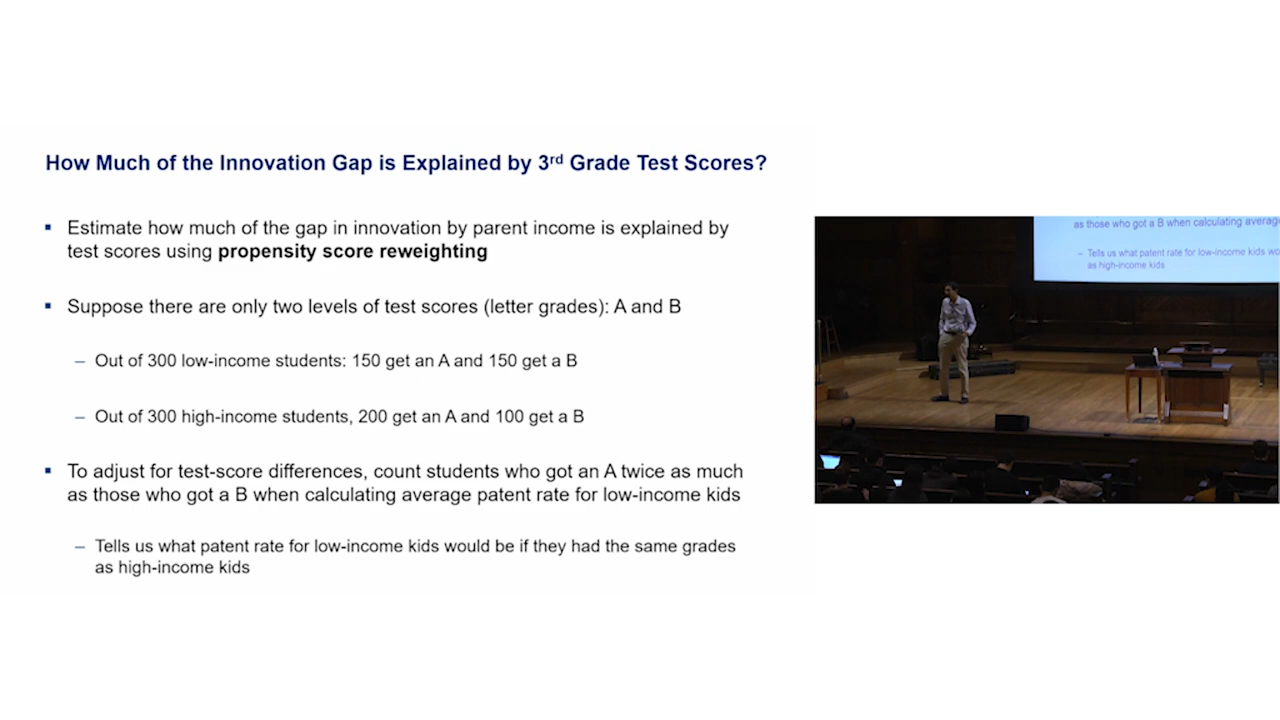 How Much of the Innovation Gap is Explained by 3rd Grade Test Scores?
▪ Estimate how much of the gap in innovation by parent income is explained by
test scores using propensity score reweighting
▪ Suppose there are only two levels of test scores (letter grades): A and B
– Out of 300 low-income students: 150 get an A and 150 get a B
– Out of 300 high-income students, 200 get an A and 100 get a B
▪ To adjust for test-score differences, count students who got an A twice as much
as those who got a B when calculating average patent rate for low-income kids
– Tells us what patent rate for low-income kids would be if they had the same grades
as high-income kids
as those who got a B when calculating average
– Tells us what patent rate for low-income kids wo
as high-income kids